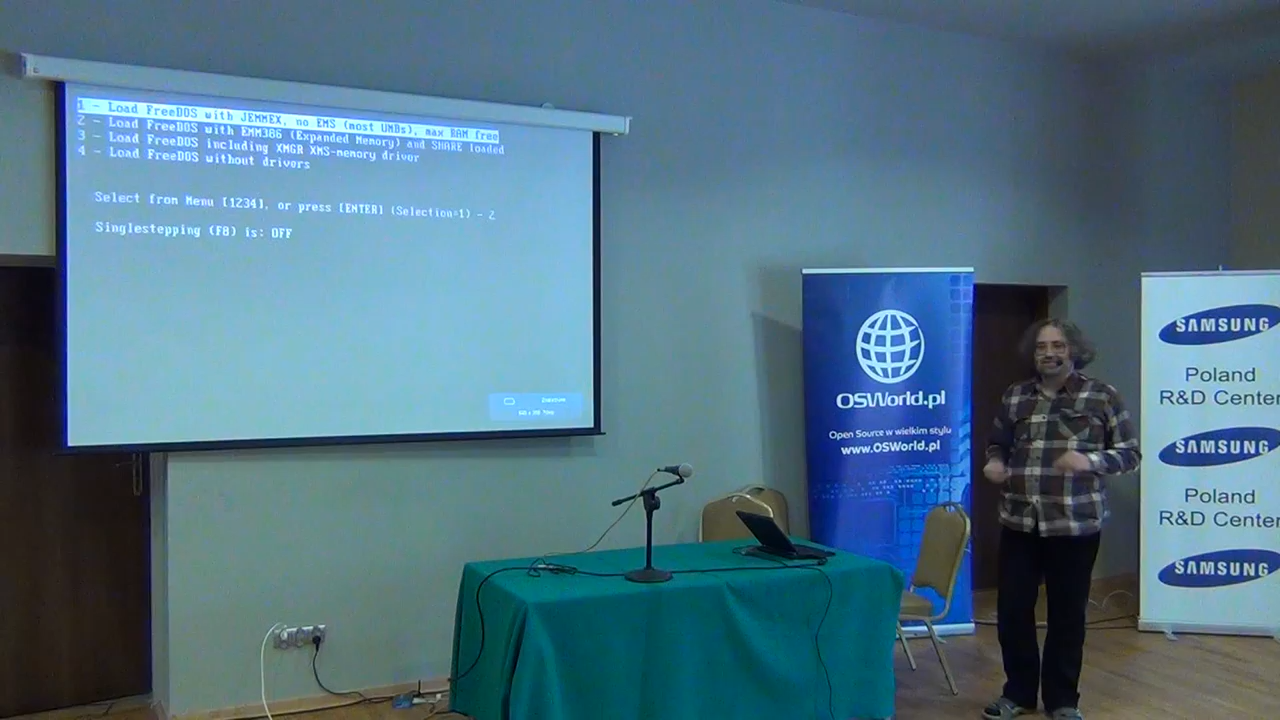 1 - Load FreeDOS with JEMMEX, no EMS (most UMBs), max RAM free
2 - Load FreeDOS with EMM386 (Expanded Memory) and SHARE loaded
3 - Load FreeDOS including XMGR XMS-memory driver
4 - Load FreeDOS without drivers
Select from Menu [1234], or press [ENTER] (Selection=1) - 2
Singlestepping (F8) is: OFF
OSWorld.pl
Open Source w wielkim stylu
www.OSWorld.pl
SAMSUNG
Poland
R&D Center
SAMSUNG
Poland
R&D Center
SAMSUNG